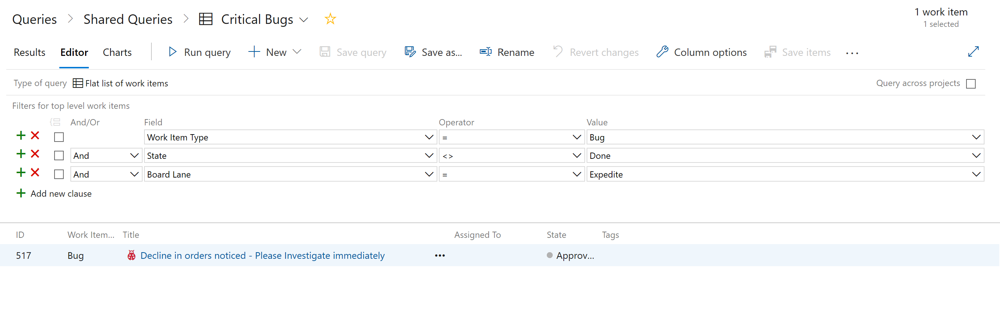 Queries > Shared Queries > Critical Bugs
1 work item
1 selected
Results Editor Charts Run query New Save query Save as... Rename Revert changes Column options Save items ...
Type of query Flat list of work items Query across projects
Filters for top level work items
And/Or Field Operator Value
Work Item Type = Bug
And State <> Done
And Board Lane = Expedite
+ Add new clause
ID Work Item... Title Assigned To State Tags
517 Bug Decline in orders noticed - Please Investigate immediately ... Approv...